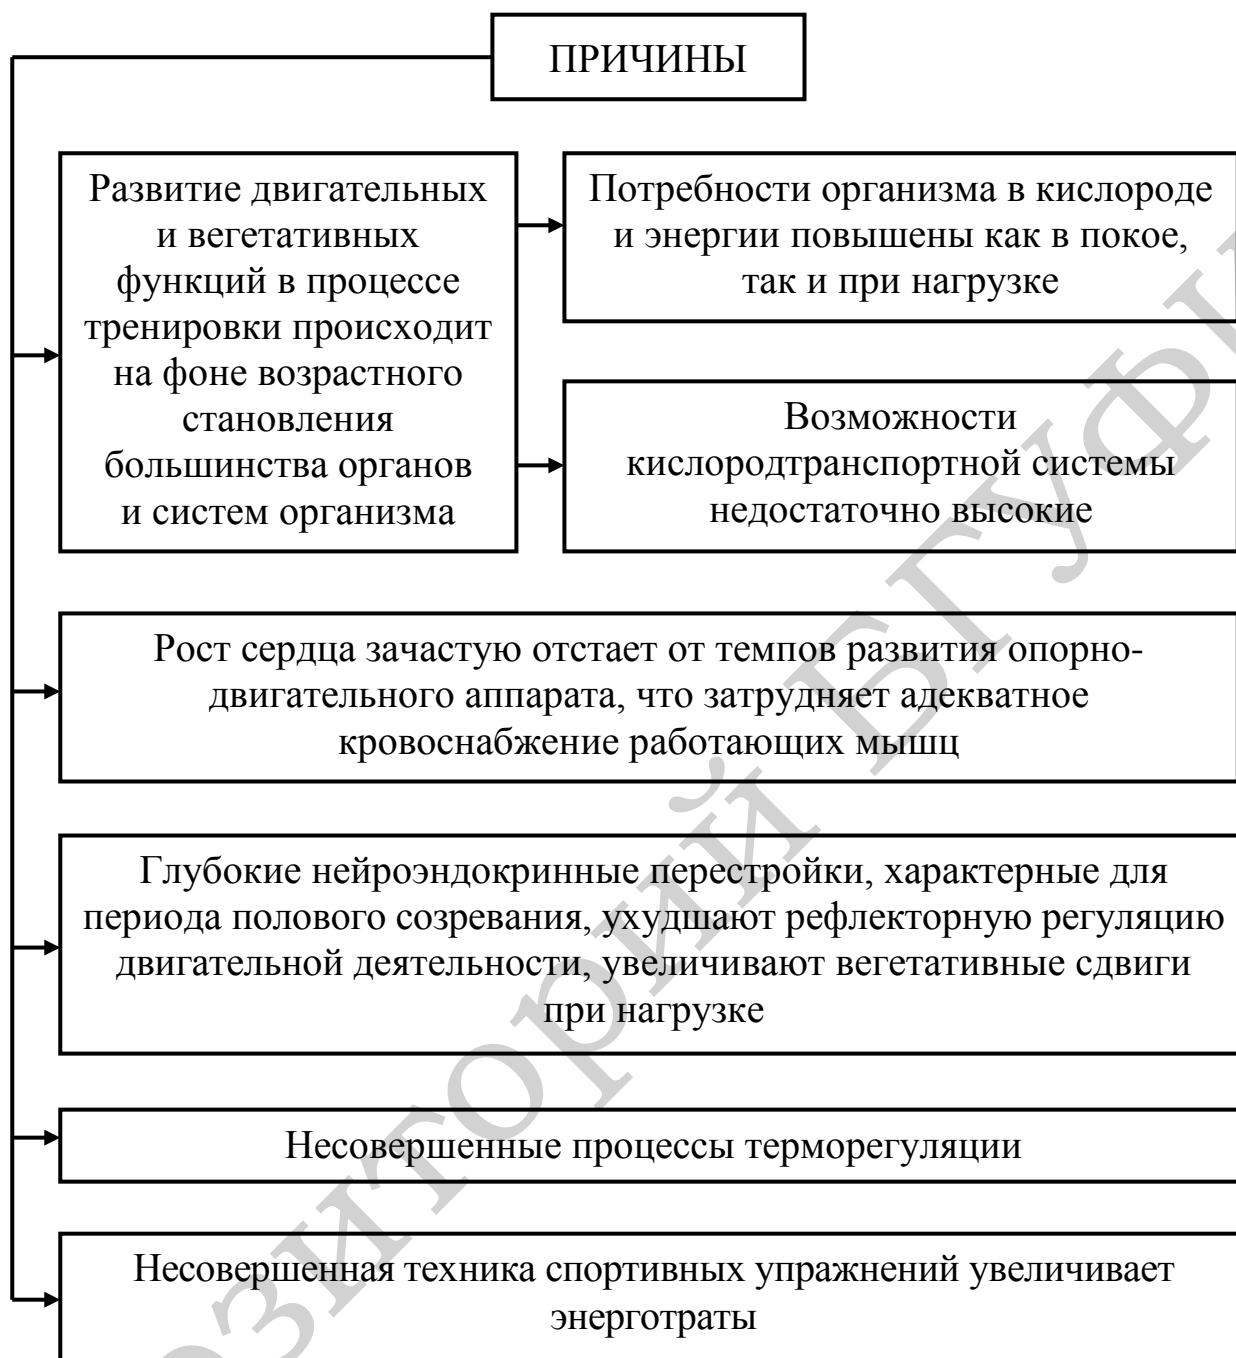 ПРИЧИНЫ
Развитие двигательных
и вегетативных
функций в процессе
тренировки происходит
на фоне возрастного
становления
большинства органов
и систем организма
Потребности организма в кислороде
и энергии повышены как в покое,
так и при нагрузке
Возможности
кислородтранспортной системы
недостаточно высокие
Рост сердца зачастую отстает от темпов развития опорно-
двигательного аппарата, что затрудняет адекватное
кровоснабжение работающих мышц
Глубокие нейроэндокринные перестройки, характерные для
периода полового созревания, ухудшают рефлекторную регуляцию
двигательной деятельности, увеличивают вегетативные сдвиги
при нагрузке
Несовершенные процессы терморегуляции
Несовершенная техника спортивных упражнений увеличивает
энерготраты